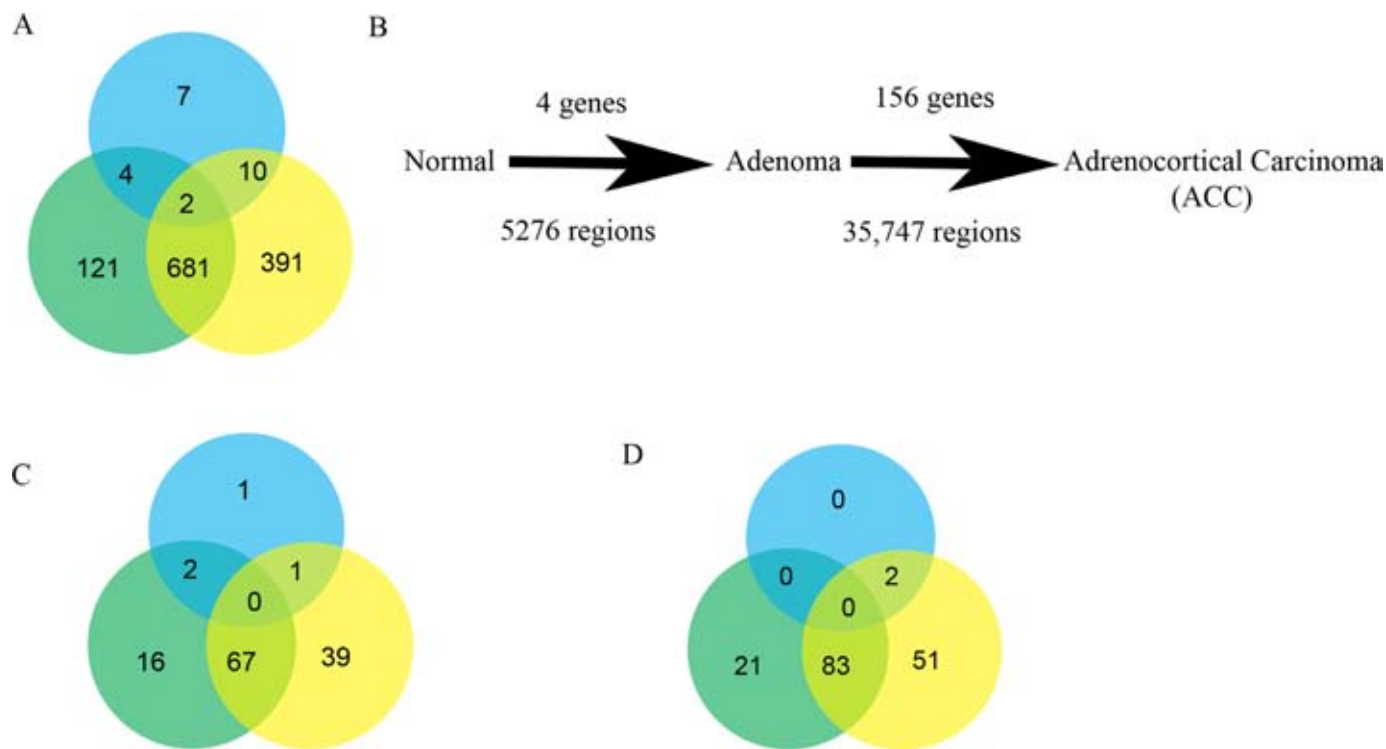 A
7
4
10
2
121
681
391
B
4 genes
156 genes
Normal
Adenoma
Adrenocortical Carcinoma
(ACC)
5276 regions
35,747 regions
C
1
2
1
0
16
67
39
D
0
0
2
0
21
83
51